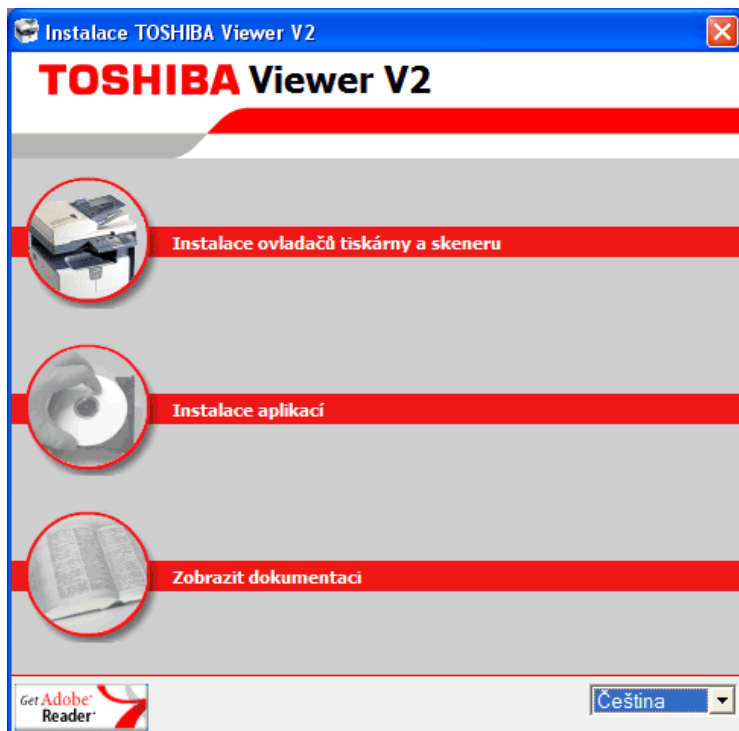 Instalace TOSHIBA Viewer V2
TOSHIBA Viewer V2
Instalace ovladačů tiskárny a skeneru
Instalace aplikací
Zobrazit dokumentaci
Get Adobe
Reader
Čeština